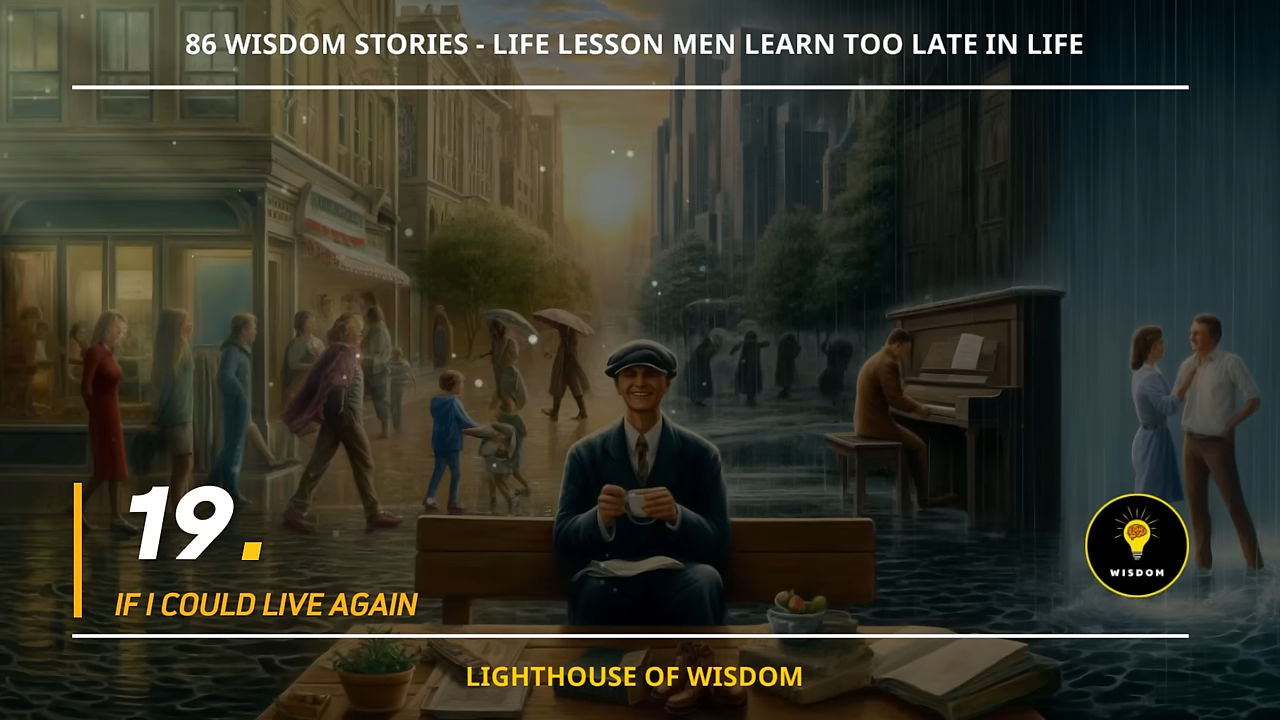 86 WISDOM STORIES - LIFE LESSON MEN LEARN TOO LATE IN LIFE
19.
IF I COULD LIVE AGAIN
WISDOM
LIGHTHOUSE OF WISDOM